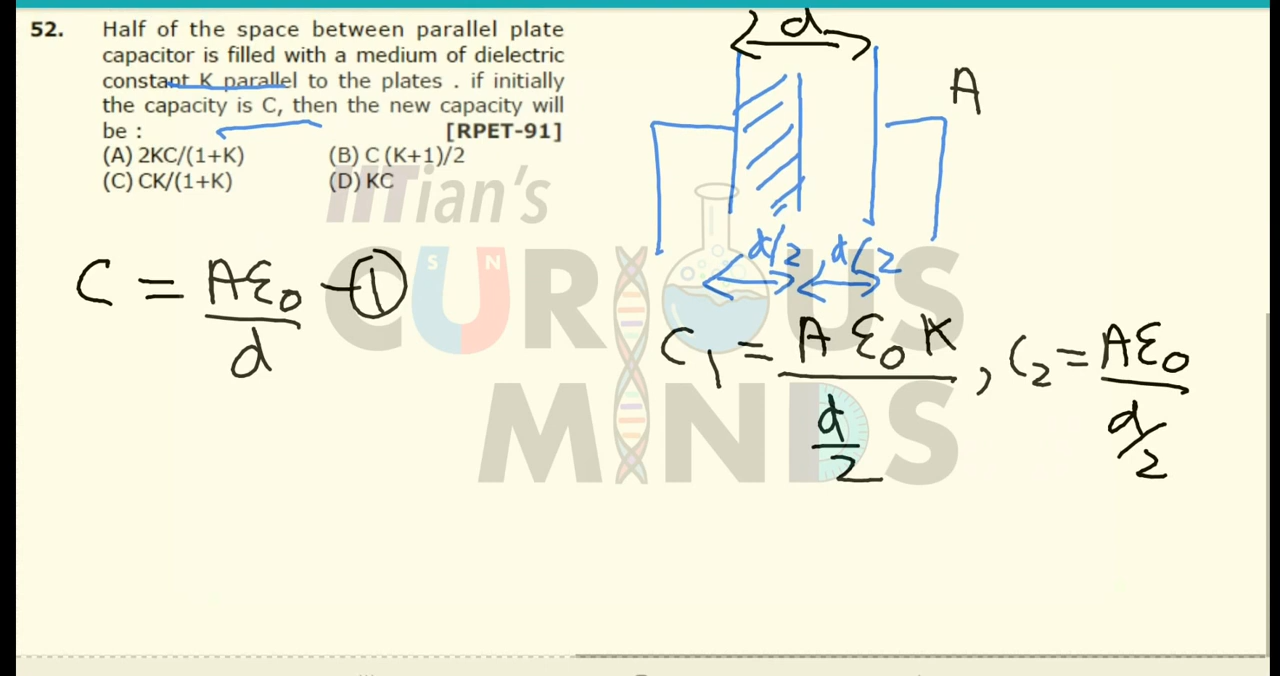 52. Half of the space between parallel plate
capacitor is filled with a medium of dielectric
constant K parallel to the plates . if initially
the capacity is C, then the new capacity will
be : [RPET-91]
(A) 2KC/(1+K) (B) C (K+1)/2
(C) CK/(1+K) (D) KC
d
A
d/2 d/2
C = Aε₀/d - ①
C₁ = Aε₀K/(d/2) , C₂ = Aε₀/(d/2)
IITian's
CURIOUS
S N
MINDS